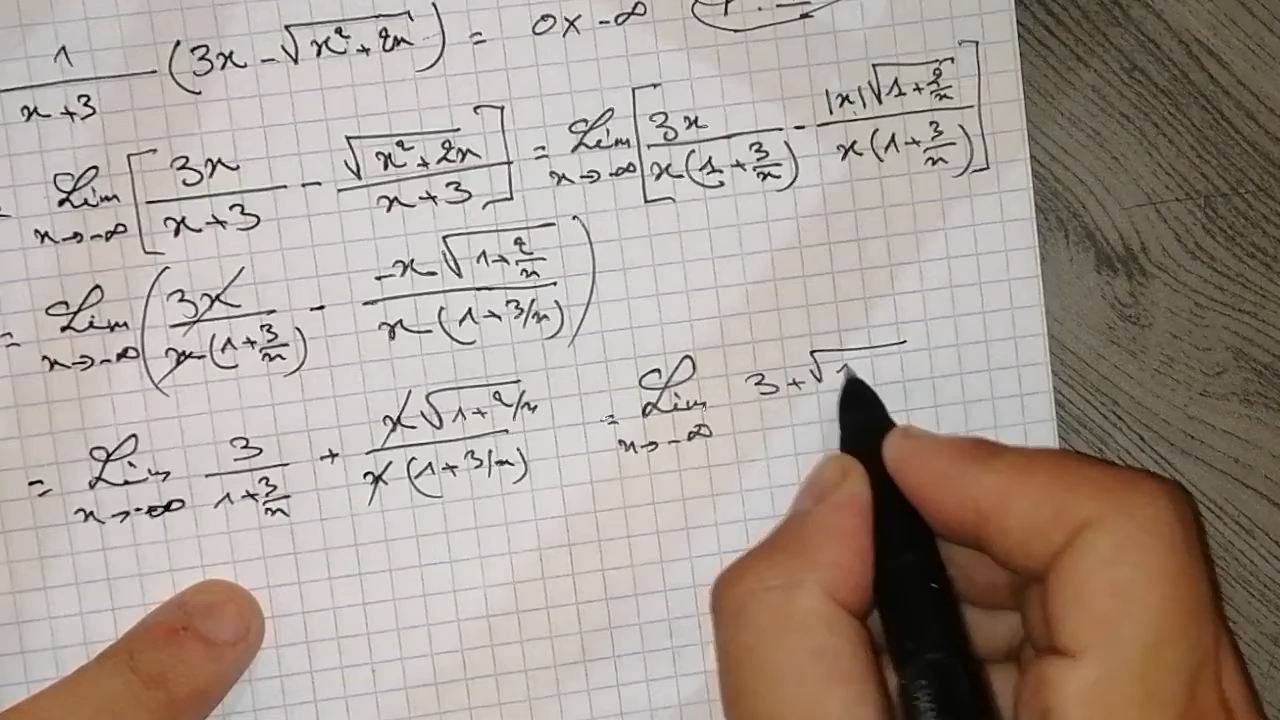 1/(x+3) (3x - √(x² + 2x)) = 0 x -∞
Lim x→-∞ [3x/(x+3) - √(x² + 2x)/(x+3)] = Lim x→-∞ [3x/(x(1+3/x)) - |x|√(1+2/x)/(x(1+3/x))]
= Lim x→-∞ (3x/(x(1+3/x)) - -x√(1+2/x)/(x(1+3/x)))
= Lim x→-∞ 3/(1+3/x) + x√(1+2/x)/(x(1+3/x)) = Lim x→-∞ 3+√1